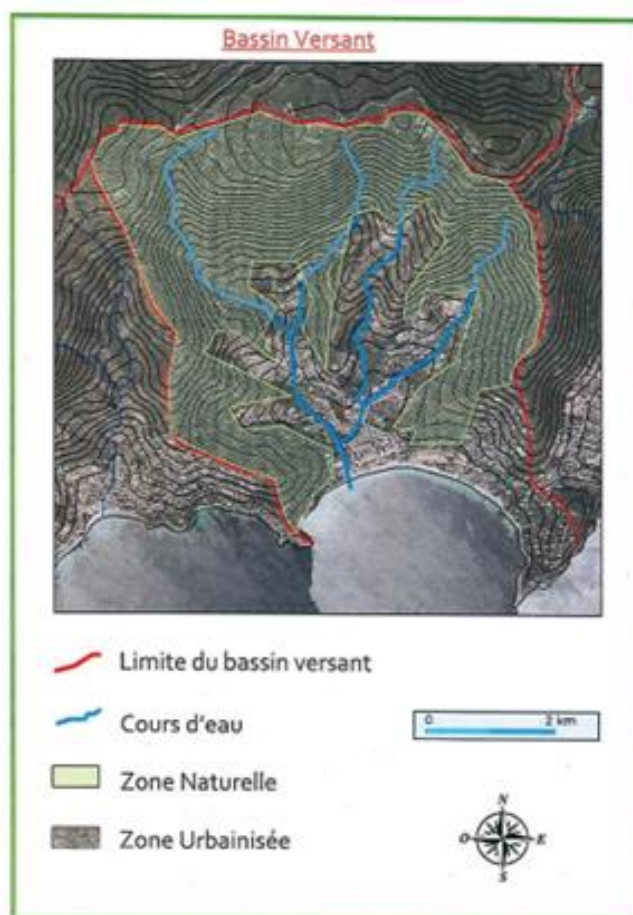 Bassin Versant
Limite du bassin versant
Cours d'eau
0 2 km
Zone Naturelle
Zone Urbainisée
N
O E
S